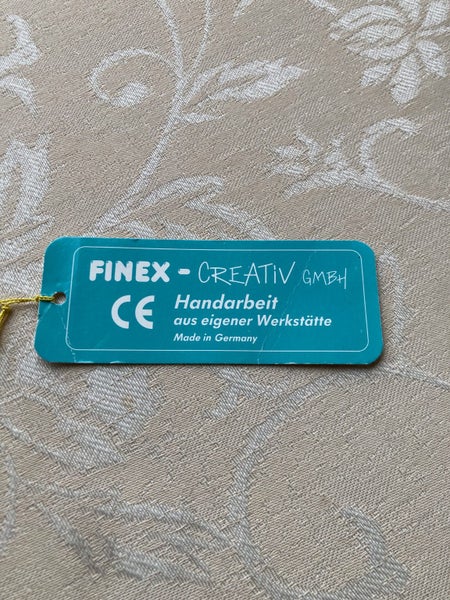 FINEX - CREATIV GMBH
CE Handarbeit
aus eigener Werkstätte
Made in Germany